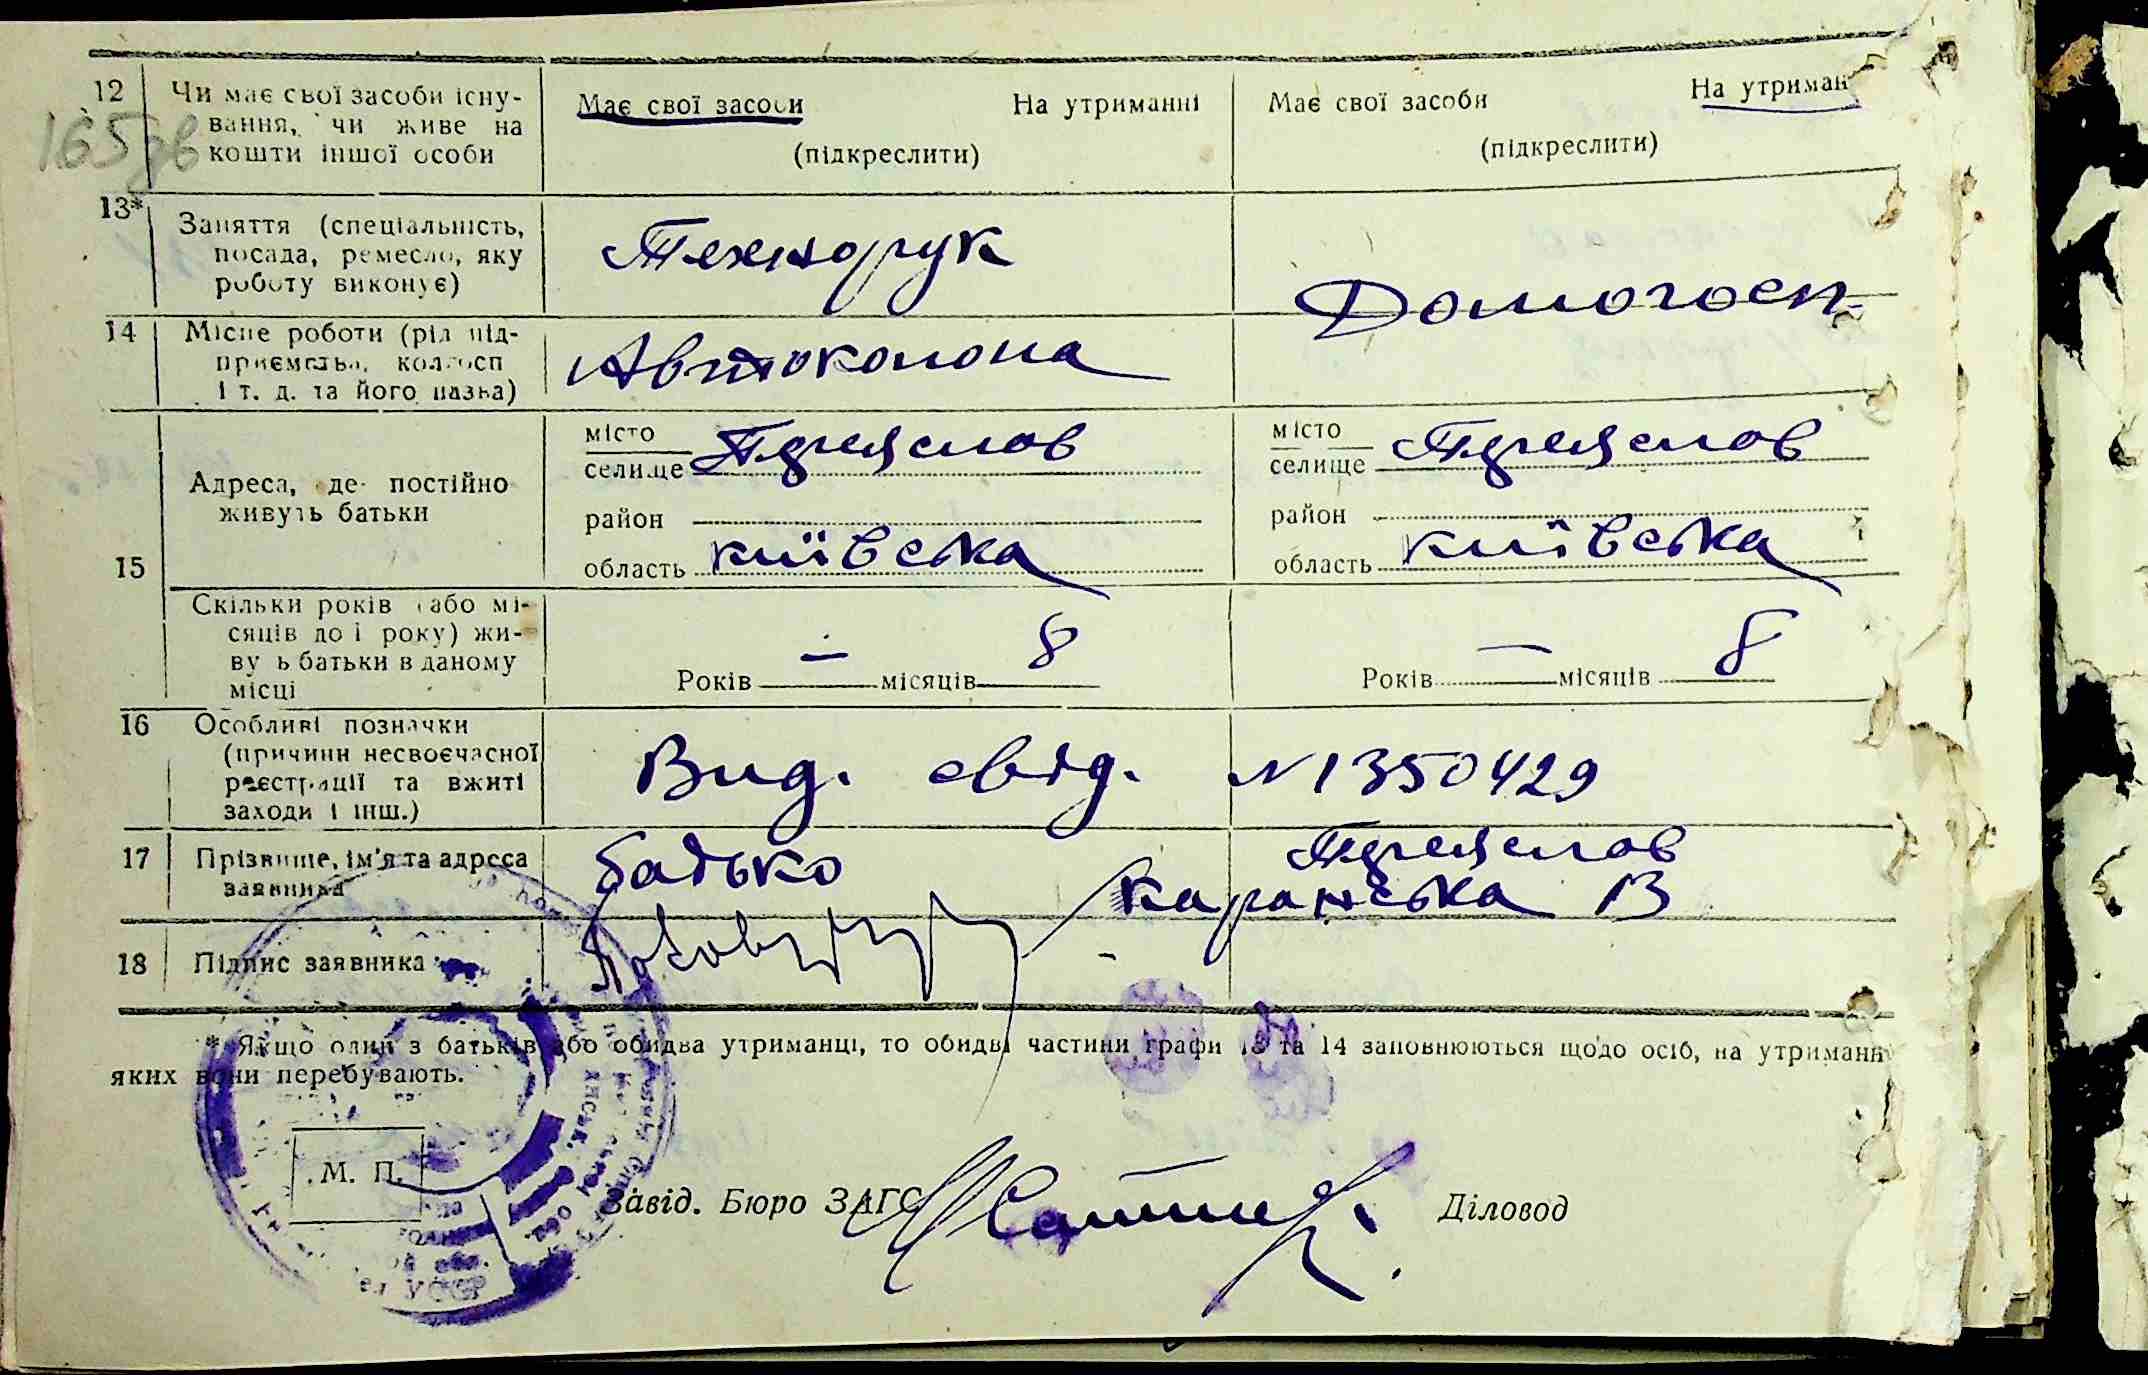 12 Чи має свої засоби існу-
вання, чи живе на
кошти іншої особи
165зв
Має свої засоби На утриманні
(підкреслити)
Має свої засоби На утриман
(підкреслити)
13* Заняття (спеціальність,
посада, ремесло, яку
роботу виконує)
Технорук
Домогосп.
14 Місце роботи (рід під-
приємства, колгосп
і т. д. та його назва)
Автоколона
15
Адреса, де постійно
живуть батьки
місто
селище Переяслов
район
область київська
місто
селище Переяслов
район
область київська
Скільки років (або мі-
сяців до 1 року) жи-
вуть батьки в даному
місці
Років — місяців 8
Років — місяців 8
16 Особливі позначки
(причини несвоєчасної
реєстрації та вжиті
заходи і інш.)
Вид. свід. №1350429
17 Прізвище, ім'я та адреса
заявника
батько Переяслов
Каранська 13
18 Підпис заявника
* Якщо один з батьків або обидва утриманці, то обидві частини графи 13 та 14 заповнюються щодо осіб, на утриманн
яких вони перебувають.
М. П.
Завід. Бюро ЗАГС
Діловод
УССР